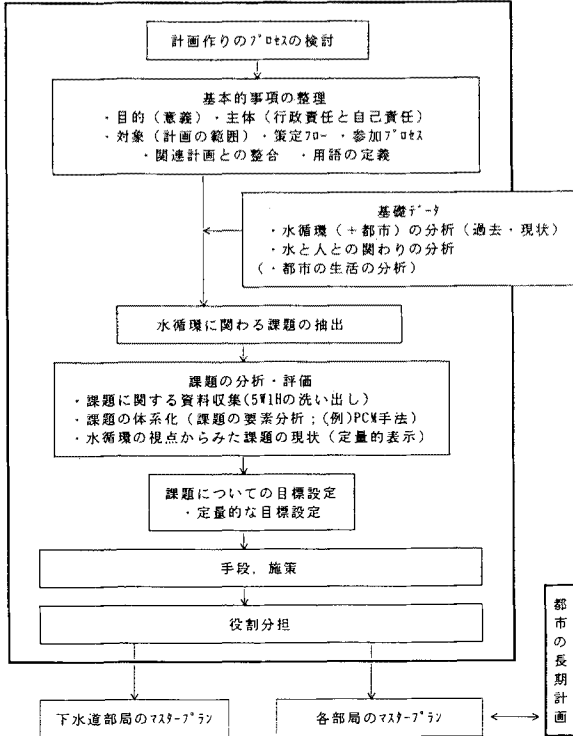 計画作りのﾌﾟﾛｾｽの検討
基本的事項の整理
・目的（意義）・主体（行政責任と自己責任）
・対象（計画の範囲）・策定ﾌﾛｰ ・参加ﾌﾟﾛｾｽ
・関連計画との整合 ・用語の定義
基礎ﾃﾞｰﾀ
・水循環（＋都市）の分析（過去・現状）
・水と人との関わりの分析
（・都市の生活の分析）
水循環に関わる課題の抽出
課題の分析・評価
・課題に関する資料収集(5W1Hの洗い出し）
・課題の体系化（課題の要素分析；(例)PCM手法）
・水循環の視点からみた課題の現状（定量的表示）
課題についての目標設定
・定量的な目標設定
手段，施策
役割分担
下水道部局のﾏｽﾀｰﾌﾟﾗﾝ
各部局のﾏｽﾀｰﾌﾟﾗﾝ
都市の長期計画